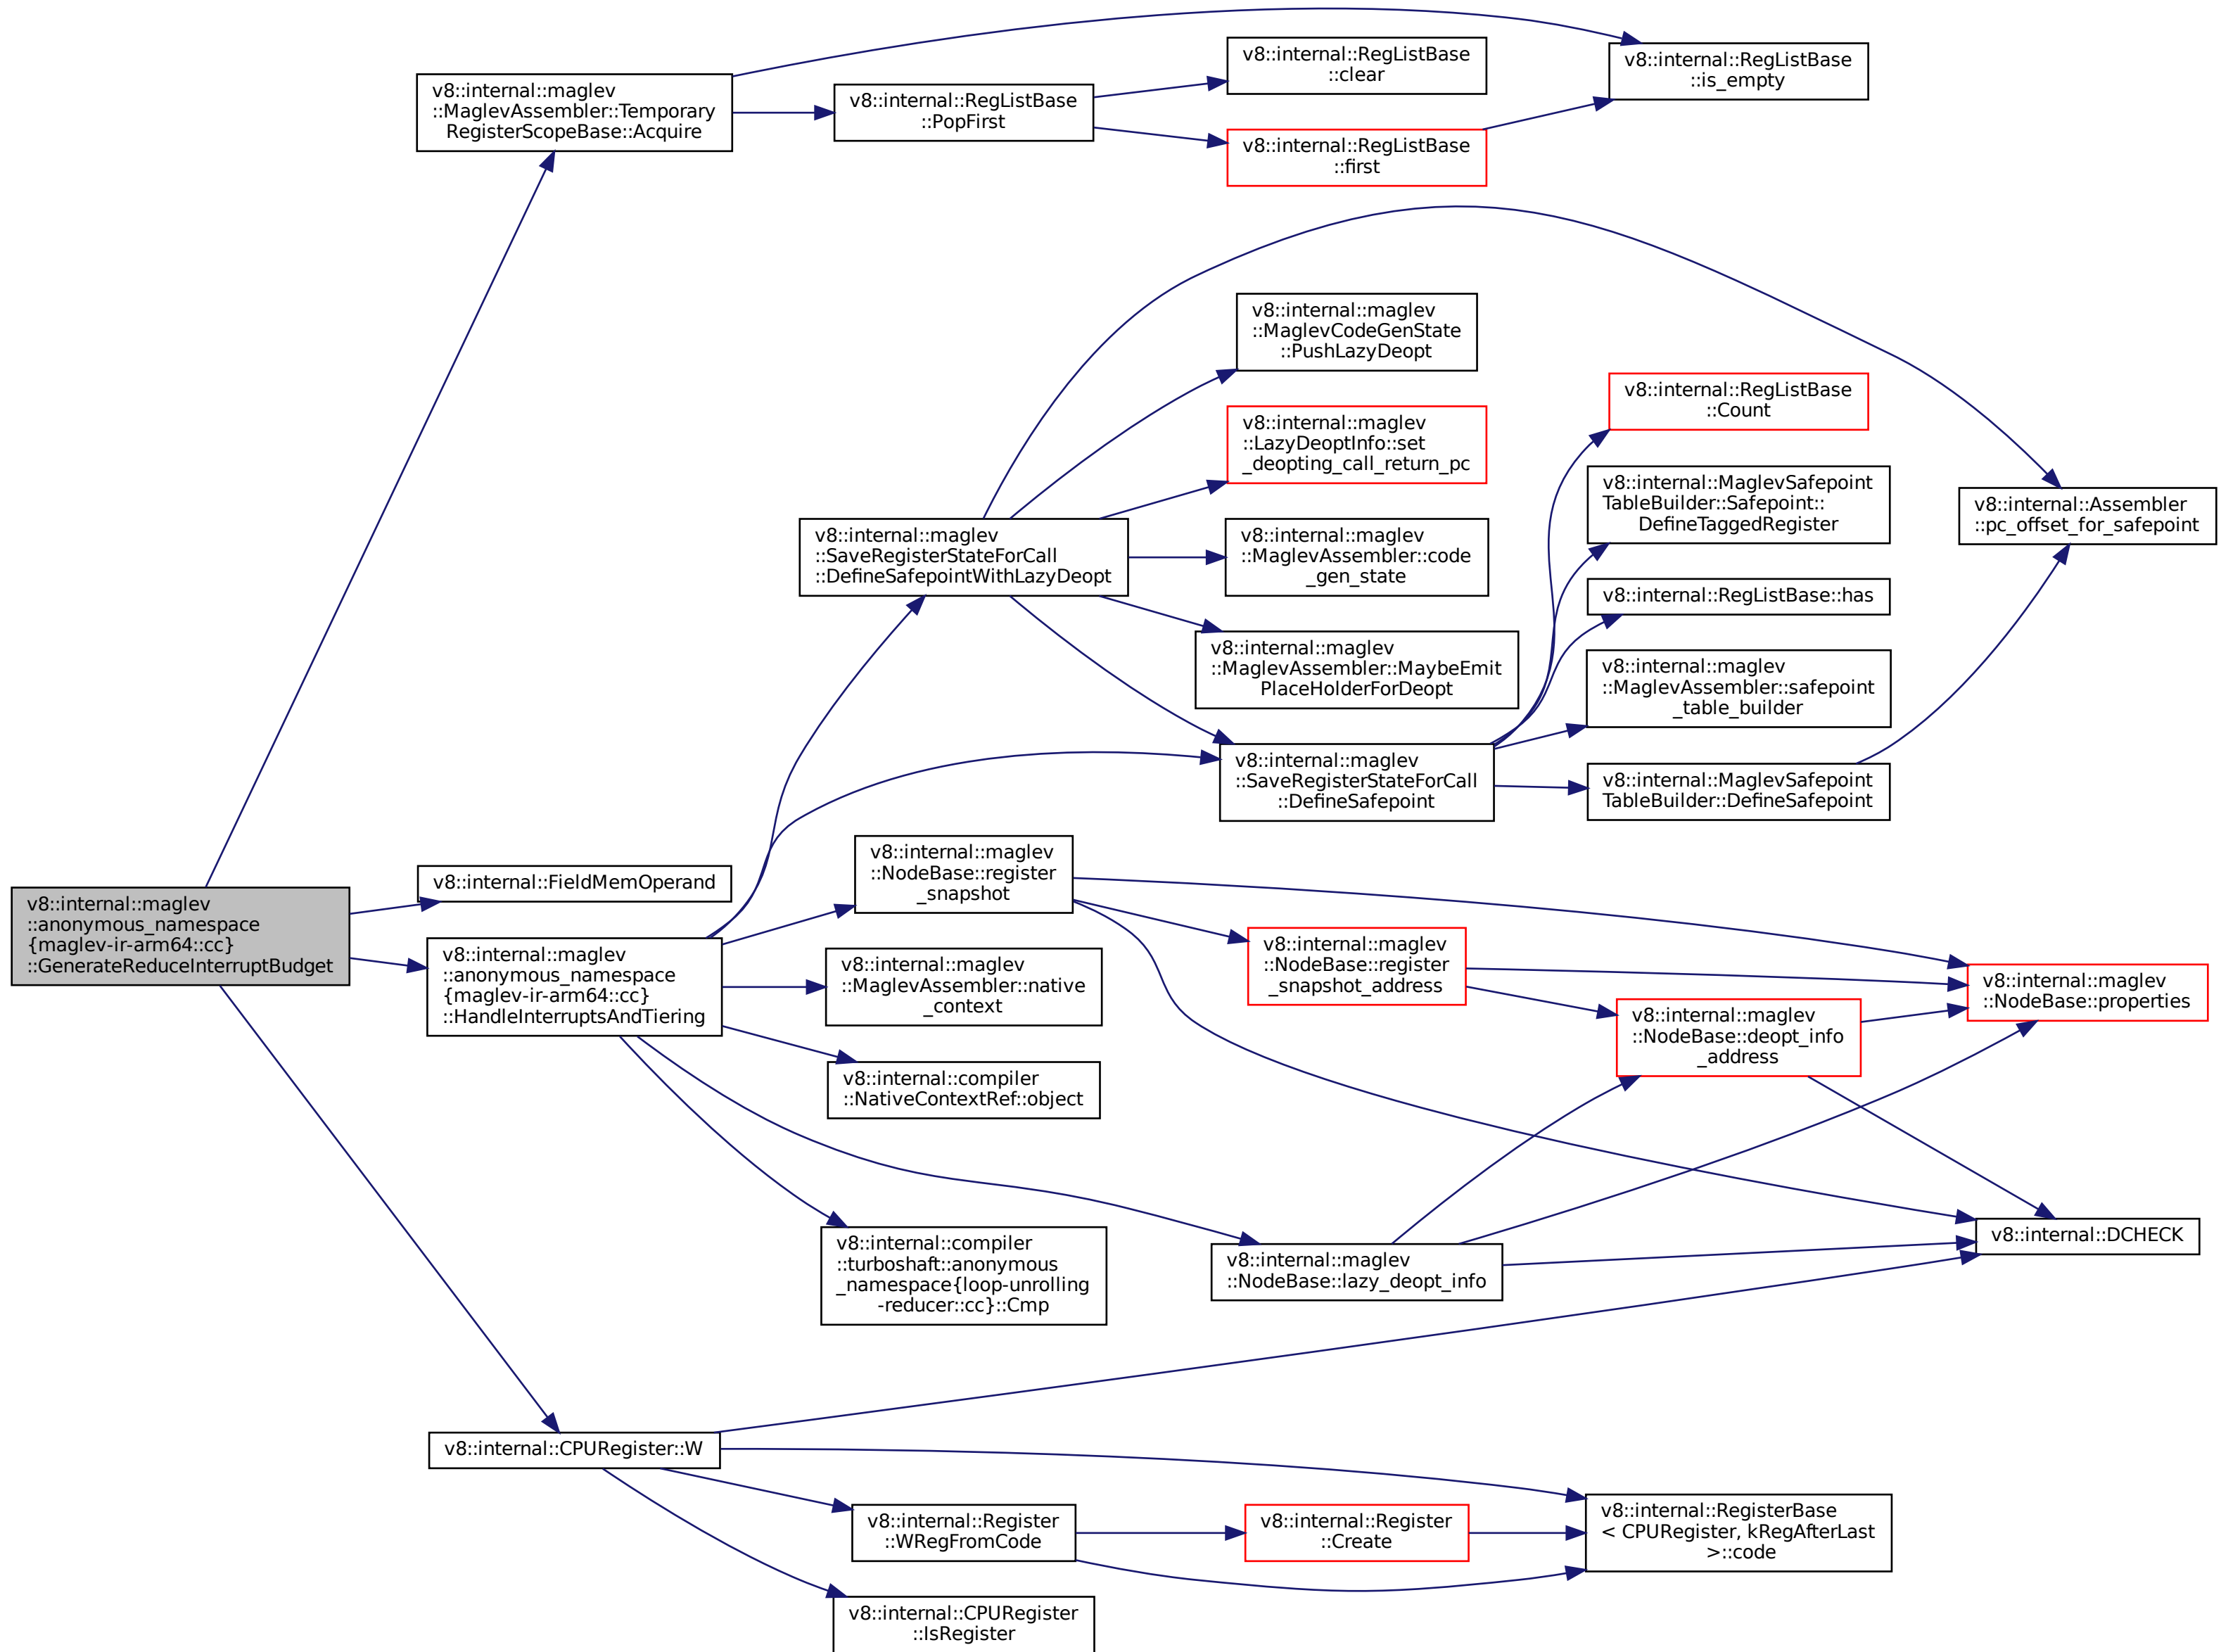 v8::internal::maglev
::anonymous_namespace
{maglev-ir-arm64::cc}
::GenerateReduceInterruptBudget
v8::internal::maglev
::MaglevAssembler::Temporary
RegisterScopeBase::Acquire
v8::internal::FieldMemOperand
v8::internal::maglev
::anonymous_namespace
{maglev-ir-arm64::cc}
::HandleInterruptsAndTiering
v8::internal::CPURegister::W
v8::internal::RegListBase
::PopFirst
v8::internal::maglev
::SaveRegisterStateForCall
::DefineSafepointWithLazyDeopt
v8::internal::maglev
::NodeBase::register
_snapshot
v8::internal::maglev
::MaglevAssembler::native
_context
v8::internal::compiler
::NativeContextRef::object
v8::internal::compiler
::turboshaft::anonymous
_namespace{loop-unrolling
-reducer::cc}::Cmp
v8::internal::Register
::WRegFromCode
v8::internal::CPURegister
::IsRegister
v8::internal::RegListBase
::clear
v8::internal::RegListBase
::first
v8::internal::maglev
::MaglevCodeGenState
::PushLazyDeopt
v8::internal::maglev
::LazyDeoptInfo::set
_deopting_call_return_pc
v8::internal::maglev
::MaglevAssembler::code
_gen_state
v8::internal::maglev
::MaglevAssembler::MaybeEmit
PlaceHolderForDeopt
v8::internal::maglev
::SaveRegisterStateForCall
::DefineSafepoint
v8::internal::maglev
::NodeBase::register
_snapshot_address
v8::internal::maglev
::NodeBase::lazy_deopt_info
v8::internal::Register
::Create
v8::internal::RegListBase
::is_empty
v8::internal::RegListBase
::Count
v8::internal::MaglevSafepoint
TableBuilder::Safepoint::
DefineTaggedRegister
v8::internal::RegListBase::has
v8::internal::maglev
::MaglevAssembler::safepoint
_table_builder
v8::internal::MaglevSafepoint
TableBuilder::DefineSafepoint
v8::internal::maglev
::NodeBase::deopt_info
_address
v8::internal::RegisterBase
< CPURegister, kRegAfterLast
>::code
v8::internal::Assembler
::pc_offset_for_safepoint
v8::internal::maglev
::NodeBase::properties
v8::internal::DCHECK